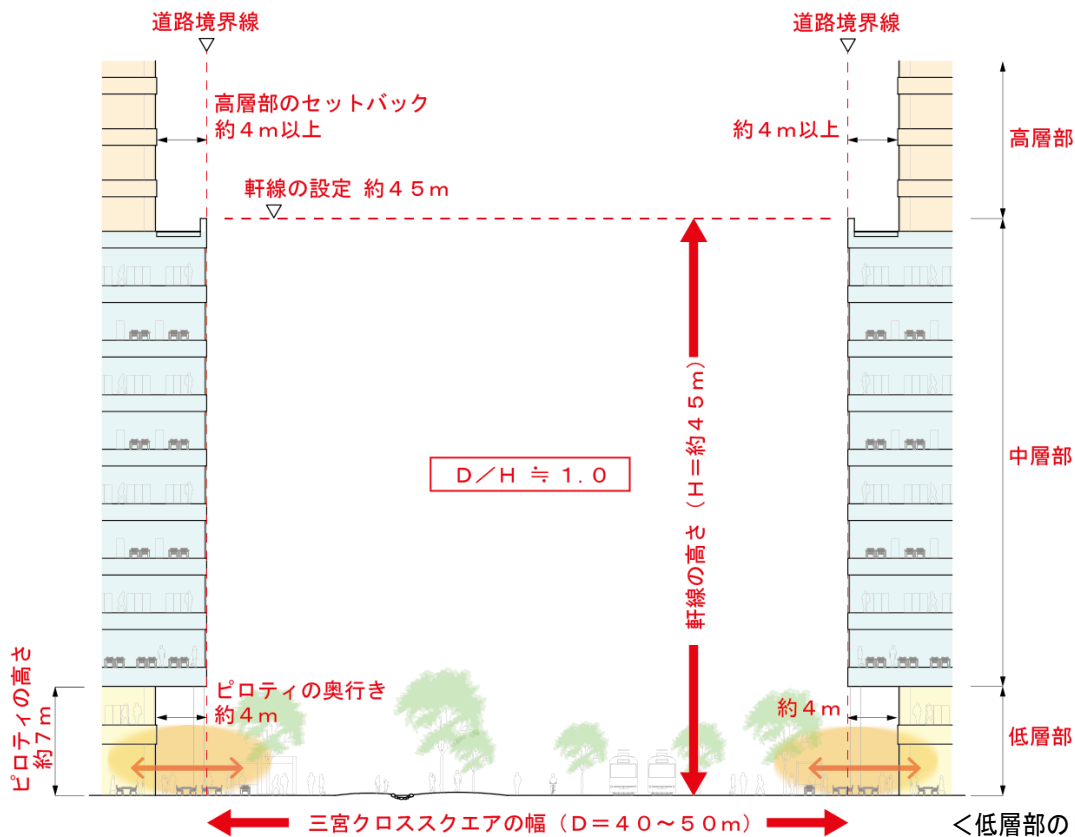 道路境界線
道路境界線
高層部のセットバック
約4m以上
約4m以上
高層部
軒線の設定 約45m
D/H ≒ 1.0
軒線の高さ(H=約45m)
中層部
ピロティの高さ
約7m
ピロティの奥行き
約4m
約4m
低層部
三宮クロススクエアの幅(D=40〜50m)
<低層部の